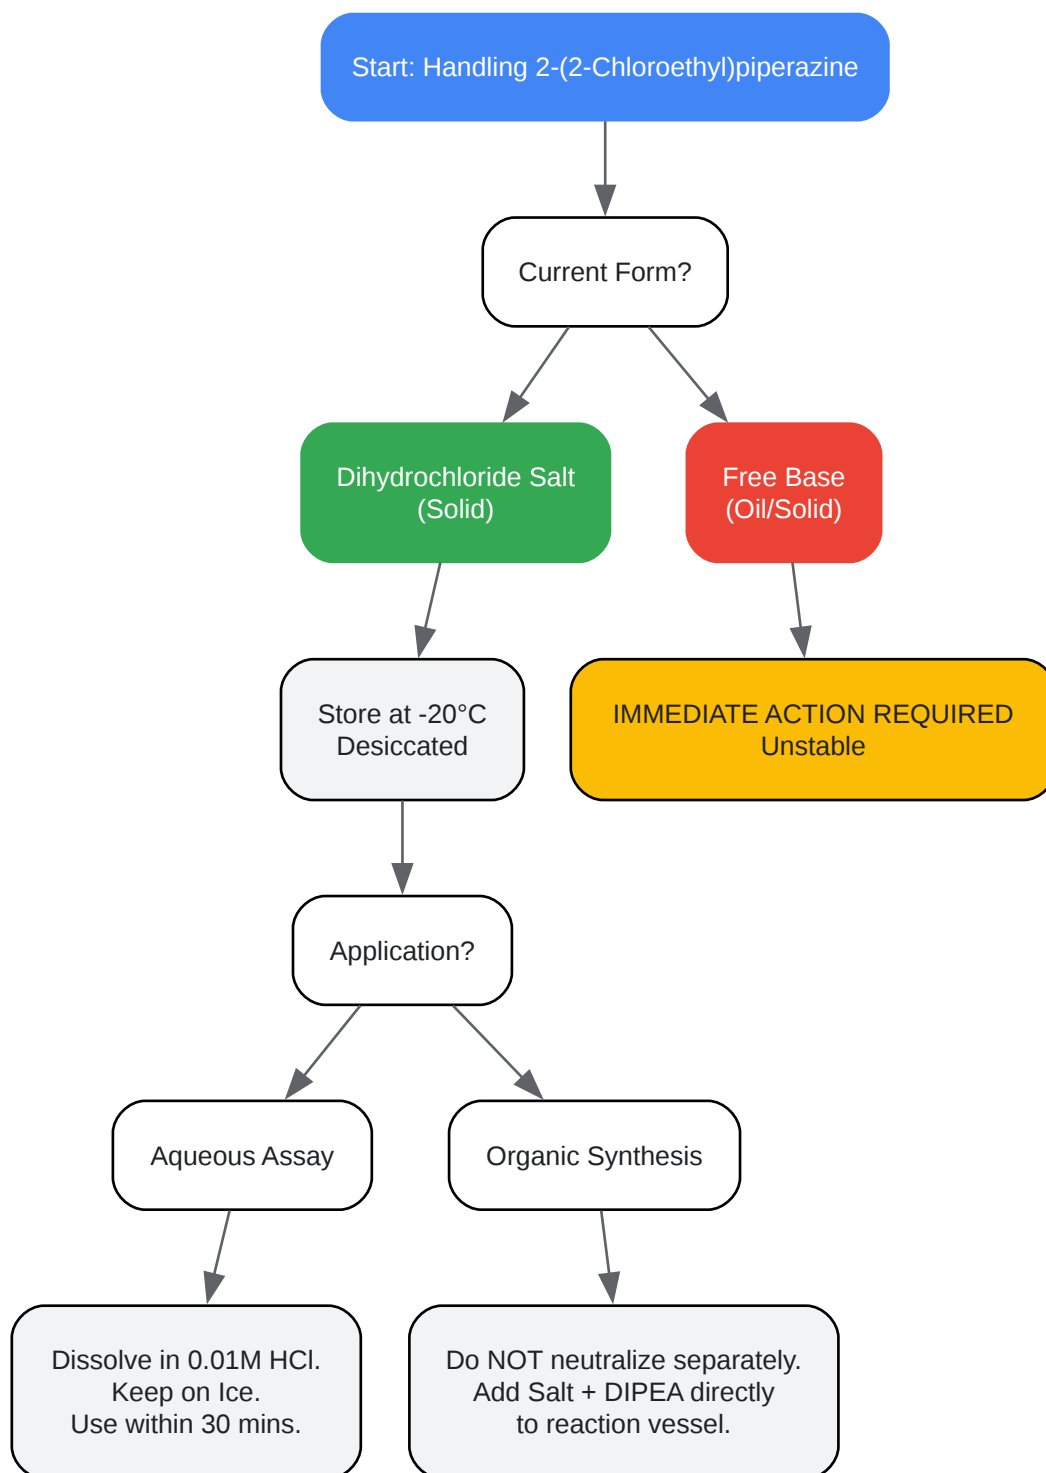 Start: Handling 2-(2-Chloroethyl)piperazine
Current Form?
Dihydrochloride Salt
(Solid)
Free Base
(Oil/Solid)
Store at -20°C
Desiccated
IMMEDIATE ACTION REQUIRED
Unstable
Application?
Aqueous Assay
Organic Synthesis
Dissolve in 0.01M HCl.
Keep on Ice.
Use within 30 mins.
Do NOT neutralize separately.
Add Salt + DIPEA directly
to reaction vessel.